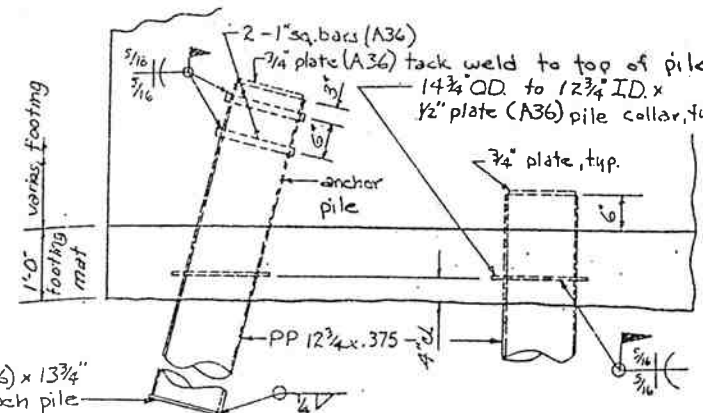 2-1"sq.bars (A36)
3/4" plate (A36) tack weld to top of pile
14 3/4" O.D. to 12 3/4" I.D. x
1/2" plate (A36) pile collar, ty
5/16
5/16
3"
6"
3/4" plate, typ.
anchor
pile
6"
varies, footing
1'-0"
footing
mat
PP 12 3/4 x .375
4"cl
5/16
5/16
6) x 13 3/4"
ch pile
1/4